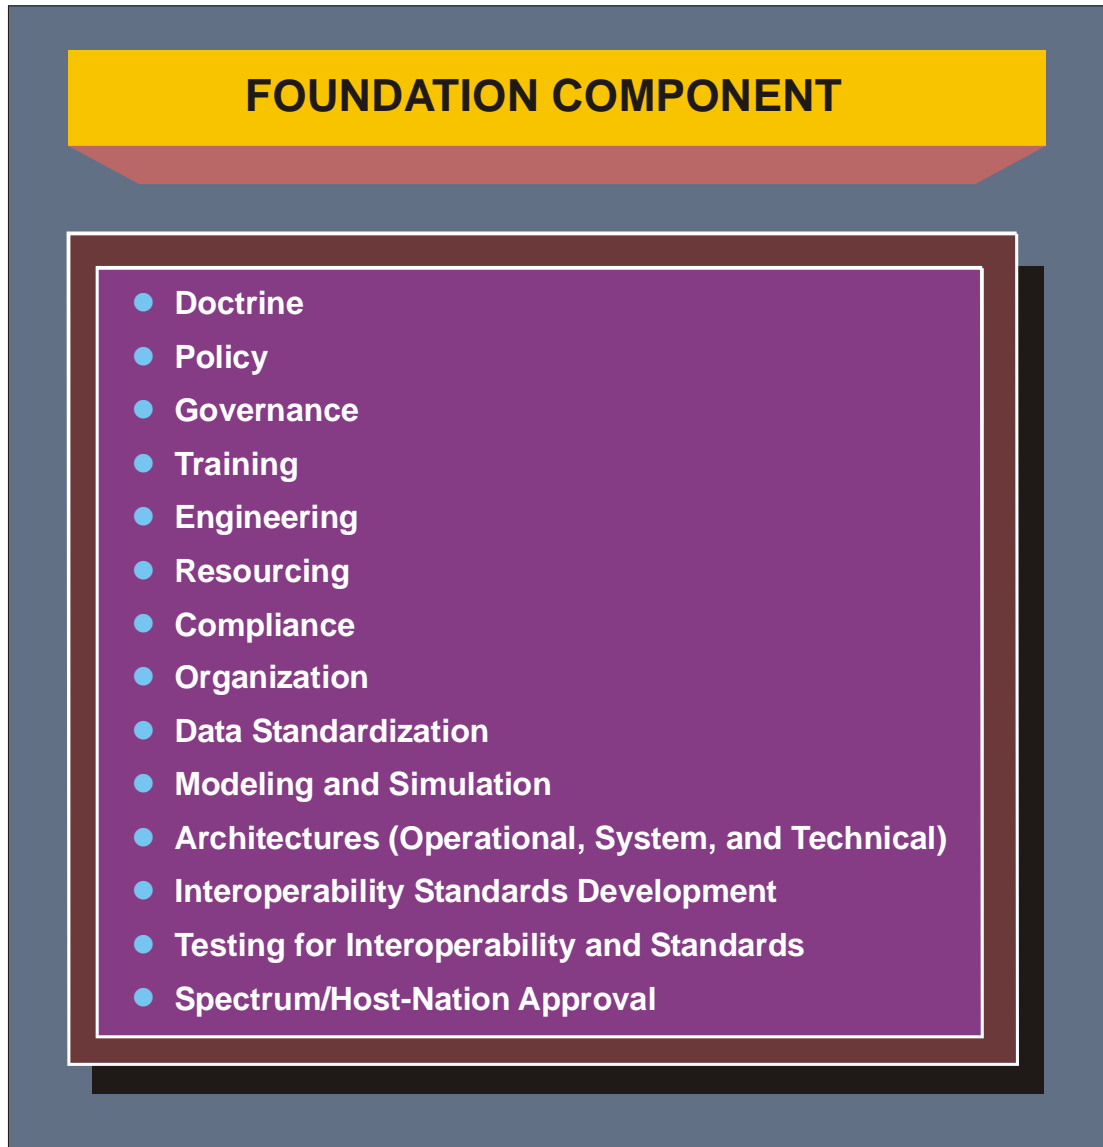 FOUNDATION COMPONENT
Doctrine
Policy
Governance
Training
Engineering
Resourcing
Compliance
Organization
Data Standardization
Modeling and Simulation
Architectures (Operational, System, and Technical)
Interoperability Standards Development
Testing for Interoperability and Standards
Spectrum/Host-Nation Approval